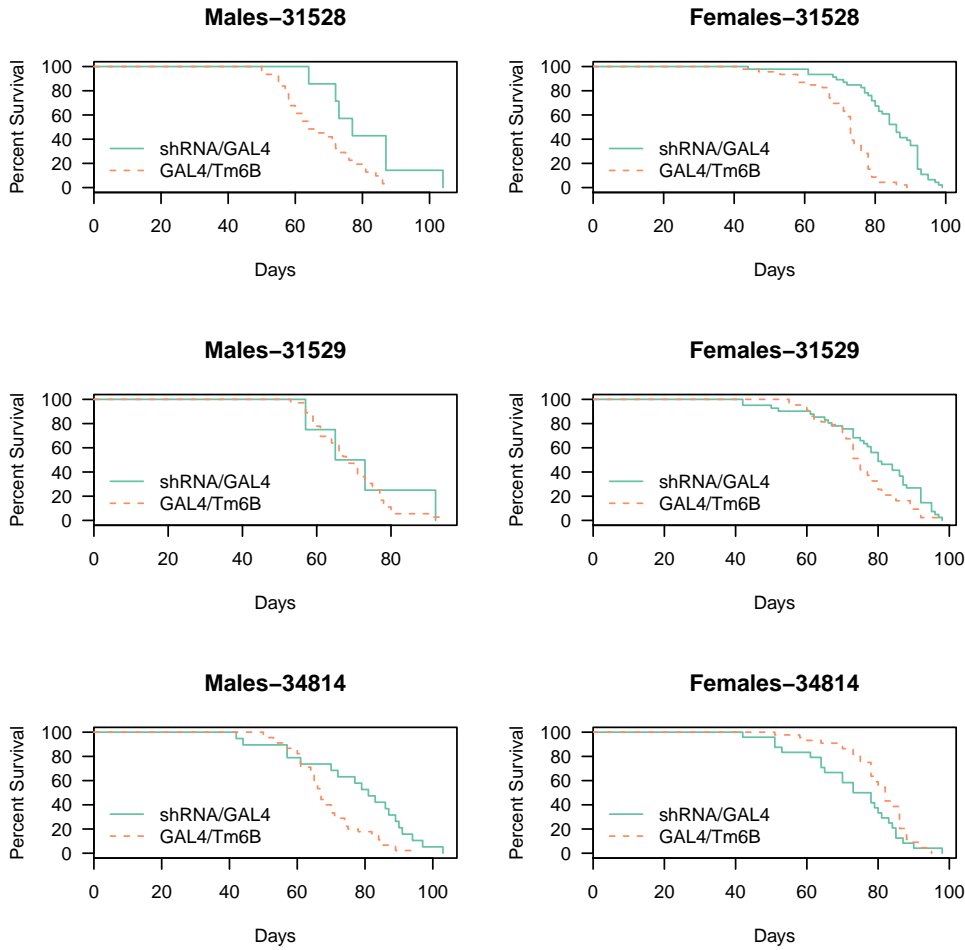 Males−31528
Percent Survival
100
80
60
40
20
0
shRNA/GAL4
GAL4/Tm6B
0 20 40 60 80 100
Days
Females−31528
Percent Survival
100
80
60
40
20
0
shRNA/GAL4
GAL4/Tm6B
0 20 40 60 80 100
Days
Males−31529
Percent Survival
100
80
60
40
20
0
shRNA/GAL4
GAL4/Tm6B
0 20 40 60 80
Days
Females−31529
Percent Survival
100
80
60
40
20
0
shRNA/GAL4
GAL4/Tm6B
0 20 40 60 80 100
Days
Males−34814
Percent Survival
100
80
60
40
20
0
shRNA/GAL4
GAL4/Tm6B
0 20 40 60 80 100
Days
Females−34814
Percent Survival
100
80
60
40
20
0
shRNA/GAL4
GAL4/Tm6B
0 20 40 60 80 100
Days